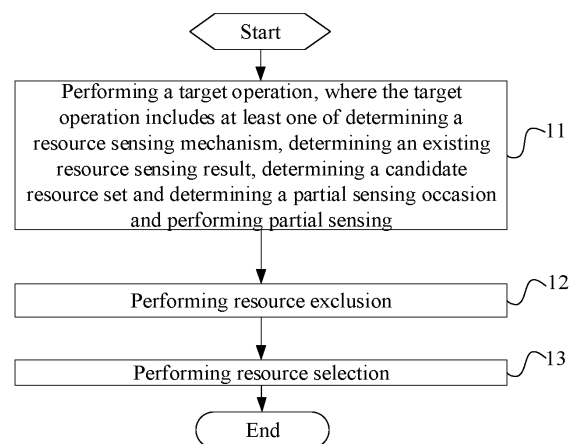 Start
Performing a target operation, where the target
operation includes at least one of determining a
resource sensing mechanism, determining an existing
resource sensing result, determining a candidate
resource set and determining a partial sensing occasion
and performing partial sensing
11
Performing resource exclusion
12
Performing resource selection
13
End